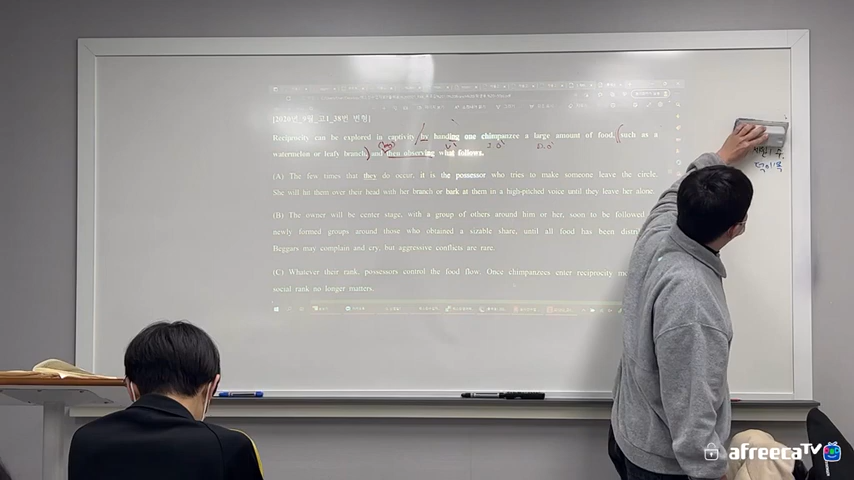 [2020년_9월_고1_38번 변형]
Reciprocity can be explored in captivity by handing one chimpanzee a large amount of food, such as a
watermelon or leafy branch, and then observing what follows.
(A) The few times that they do occur, it is the possessor who tries to make someone leave the circle.
She will hit them over their head with her branch or bark at them in a high-pitched voice until they leave her alone.
(B) The owner will be center stage, with a group of others around him or her, soon to be followed
newly formed groups around those who obtained a sizable share, until all food has been
Beggars may complain and cry, but aggressive conflicts are rare.
(C) Whatever their rank, possessors control the food flow. Once chimpanzees enter reciprocity
social rank no longer matters.
afreecaTV